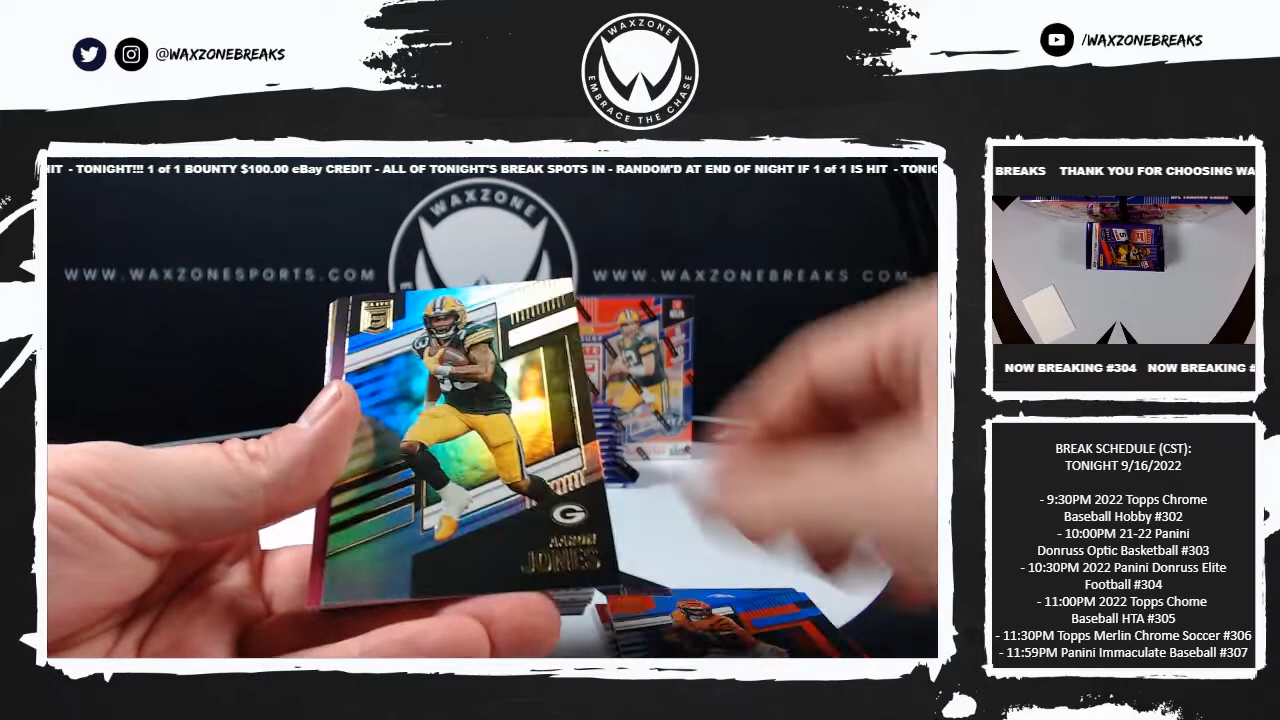 @WAXZONEBREAKS
WAXZONE
EMBRACE THE CHASE
/WAXZONEBREAKS
HIT - TONIGHT!!! 1 of 1 BOUNTY $100.00 eBay CREDIT - ALL OF TONIGHT'S BREAK SPOTS IN - RANDOM'D AT END OF NIGHT IF 1 of 1 IS HIT - TONIG
BREAKS THANK YOU FOR CHOOSING WA
WAXZONE
WWW.WAXZONESPORTS.COM
WWW.WAXZONEBREAKS.COM
ELITE
G
AARON
JONES
NOW BREAKING #304 NOW BREAKING #
BREAK SCHEDULE (CST):
TONIGHT 9/16/2022
- 9:30PM 2022 Topps Chrome
Baseball Hobby #302
- 10:00PM 21-22 Panini
Donruss Optic Basketball #303
- 10:30PM 2022 Panini Donruss Elite
Football #304
- 11:00PM 2022 Topps Chome
Baseball HTA #305
- 11:30PM Topps Merlin Chrome Soccer #306
- 11:59PM Panini Immaculate Baseball #307